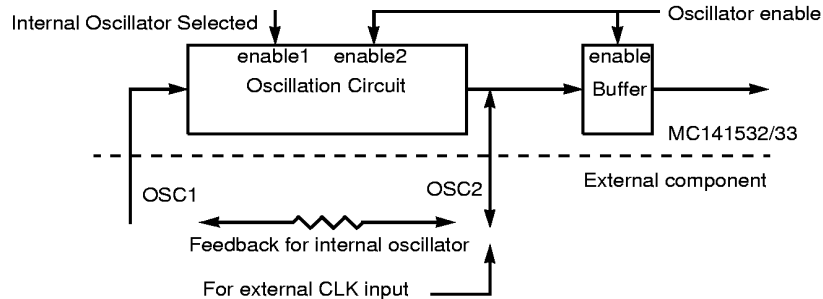 Internal Oscillator Selected
Oscillator enable
enable1
enable2
enable
Oscillation Circuit
Buffer
MC141532/33
External component
OSC1
OSC2
Feedback for internal oscillator
For external CLK input